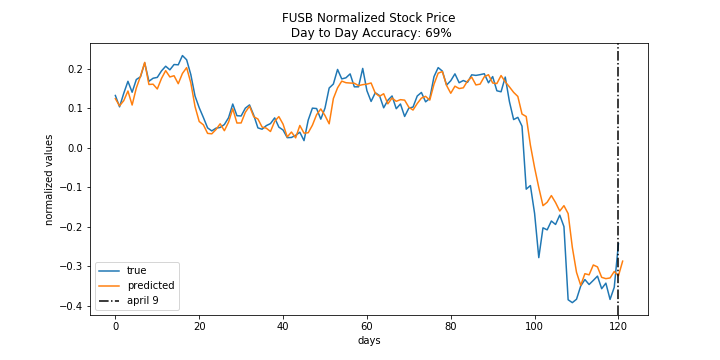 FUSB Normalized Stock Price
Day to Day Accuracy: 69%
normalized values
0.2
0.1
0.0
−0.1
−0.2
−0.3
−0.4
true
predicted
april 9
0 20 40 60 80 100 120
days